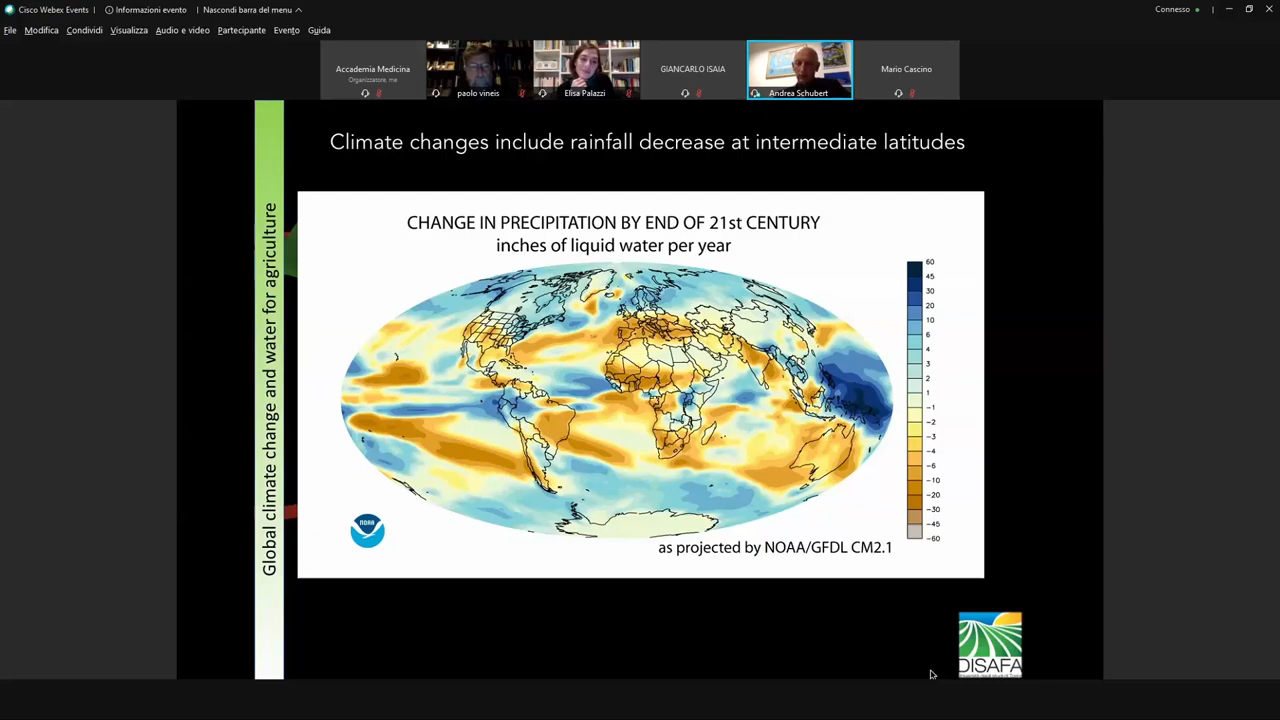 Cisco Webex Events
Informazioni evento
Nascondi barra del menu
Connesso
File
Modifica
Condividi
Visualizza
Audio e video
Partecipante
Evento
Guida
Accademia Medicina
Organizzatore, me
paolo vineis
Elisa Palazzi
GIANCARLO ISAIA
Andrea Schubert
Mario Cascino
Global climate change and water for agriculture
Climate changes include rainfall decrease at intermediate latitudes
CHANGE IN PRECIPITATION BY END OF 21st CENTURY
inches of liquid water per year
60
45
30
20
10
6
4
3
2
1
−1
−2
−3
−4
−6
−10
−20
−30
−45
−60
NOAA
as projected by NOAA/GFDL CM2.1
DISAFA